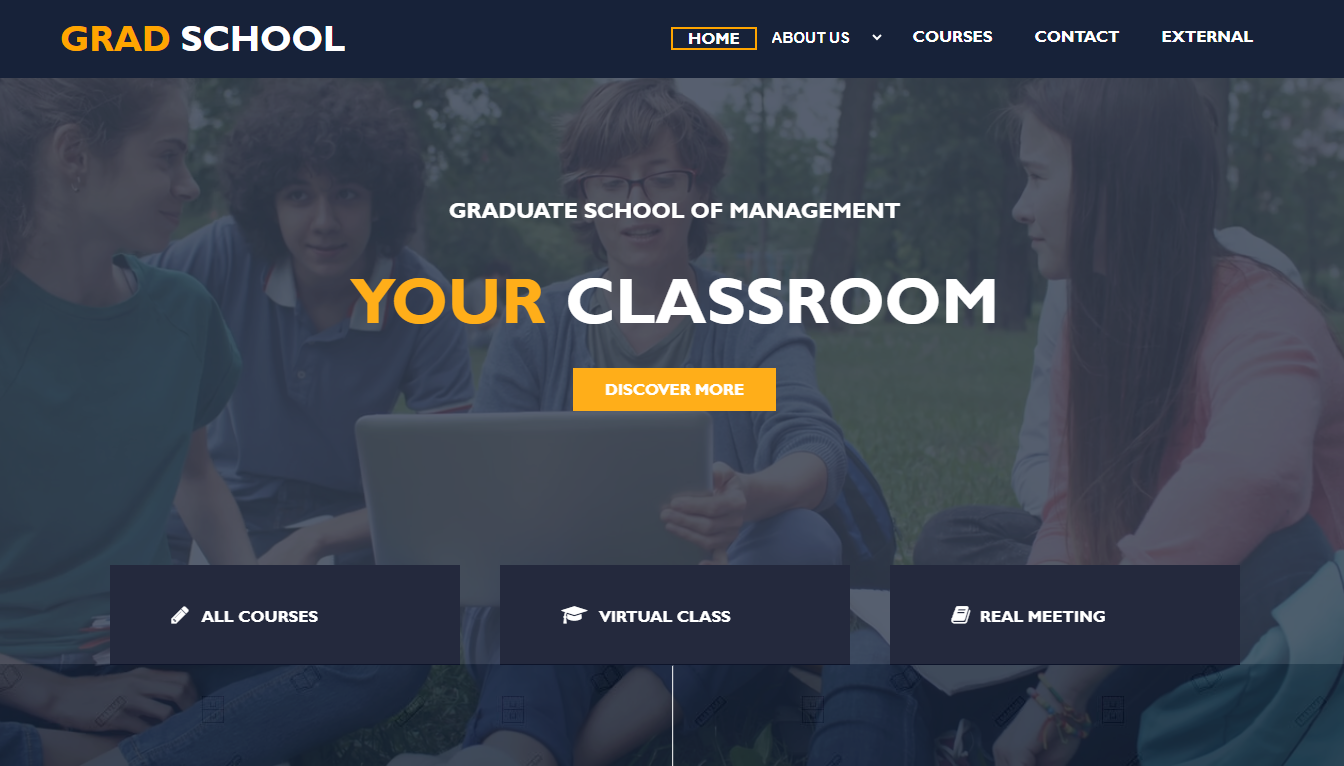 GRAD SCHOOL
HOME ABOUT US COURSES CONTACT EXTERNAL
GRADUATE SCHOOL OF MANAGEMENT
YOUR CLASSROOM
DISCOVER MORE
ALL COURSES
VIRTUAL CLASS
REAL MEETING